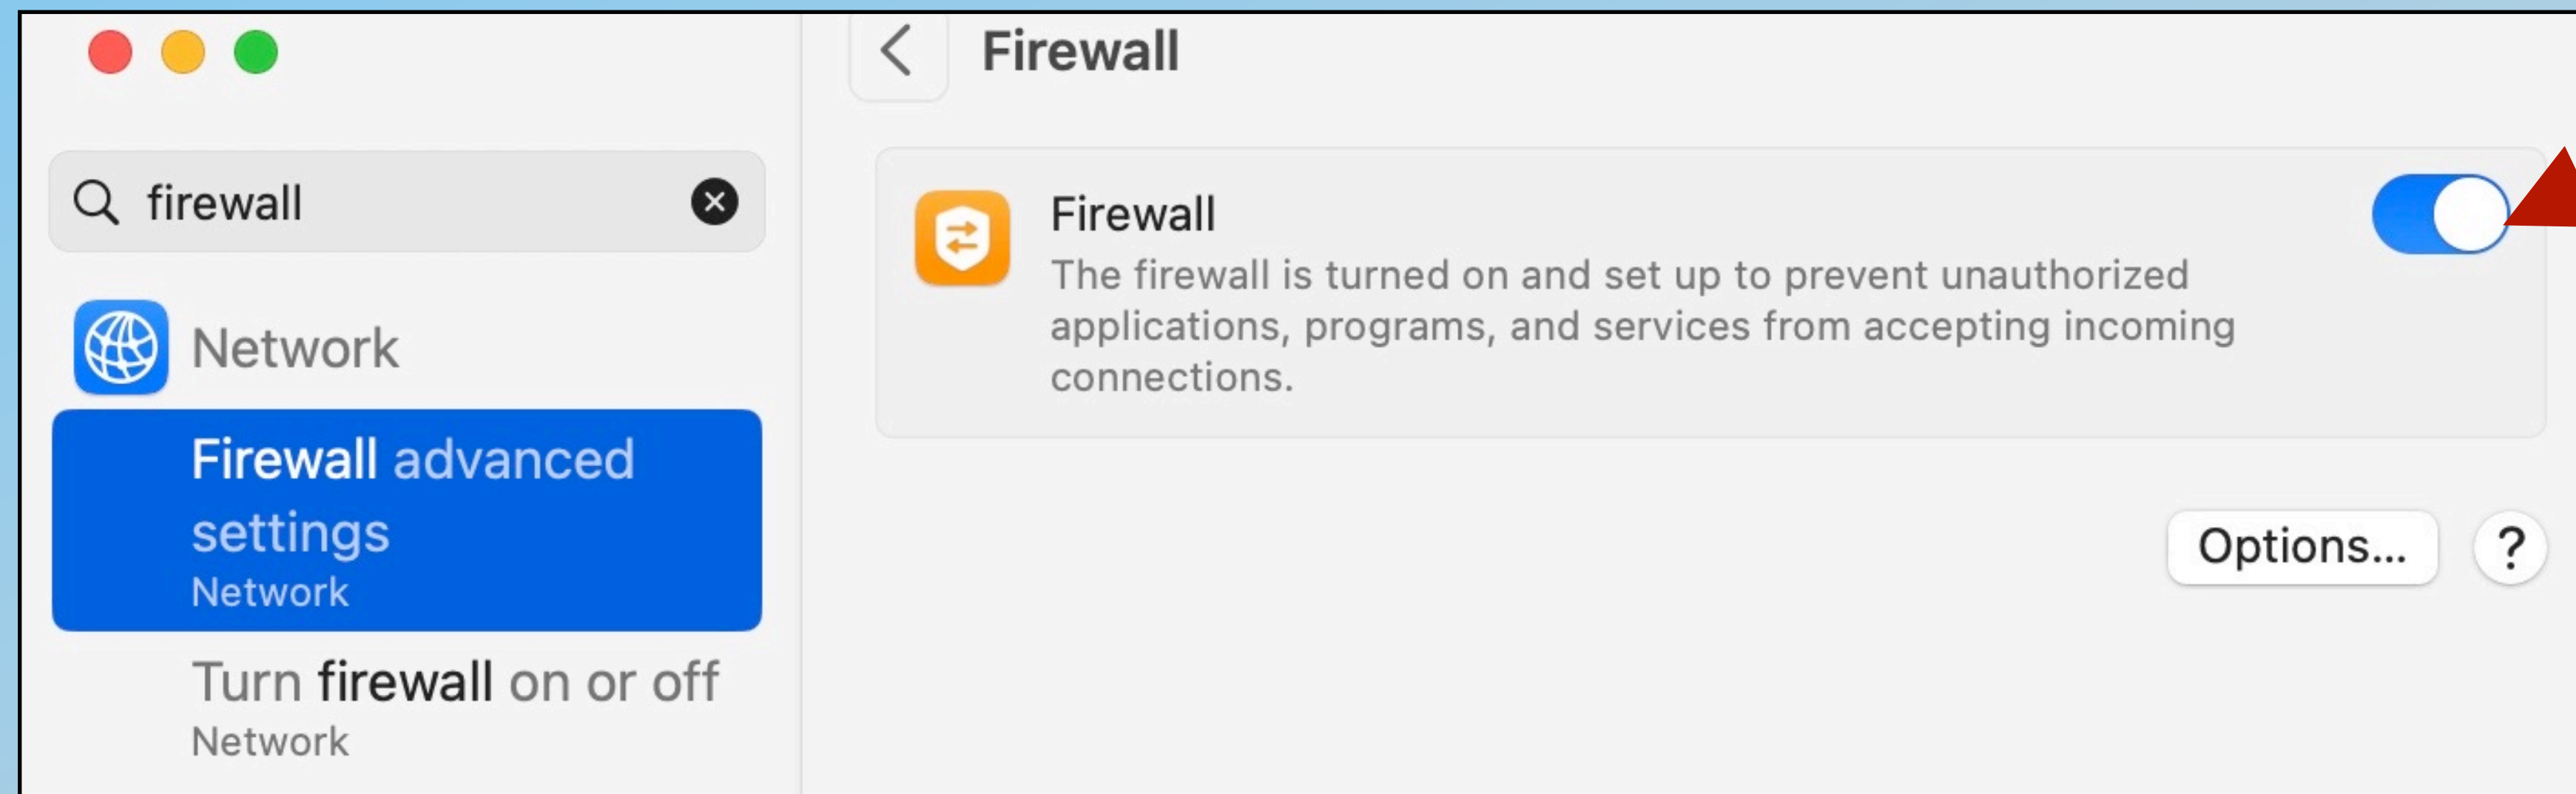 Firewall
firewall
Network
Firewall advanced
settings
Network
Turn firewall on or off
Network
Firewall
The firewall is turned on and set up to prevent unauthorized
applications, programs, and services from accepting incoming
connections.
Options...
?